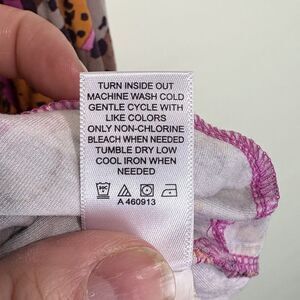 TURN INSIDE OUT
MACHINE WASH COLD
GENTLE CYCLE WITH
LIKE COLORS
ONLY NON-CHLORINE
BLEACH WHEN NEEDED
TUMBLE DRY LOW
COOL IRON WHEN
NEEDED
A 460913